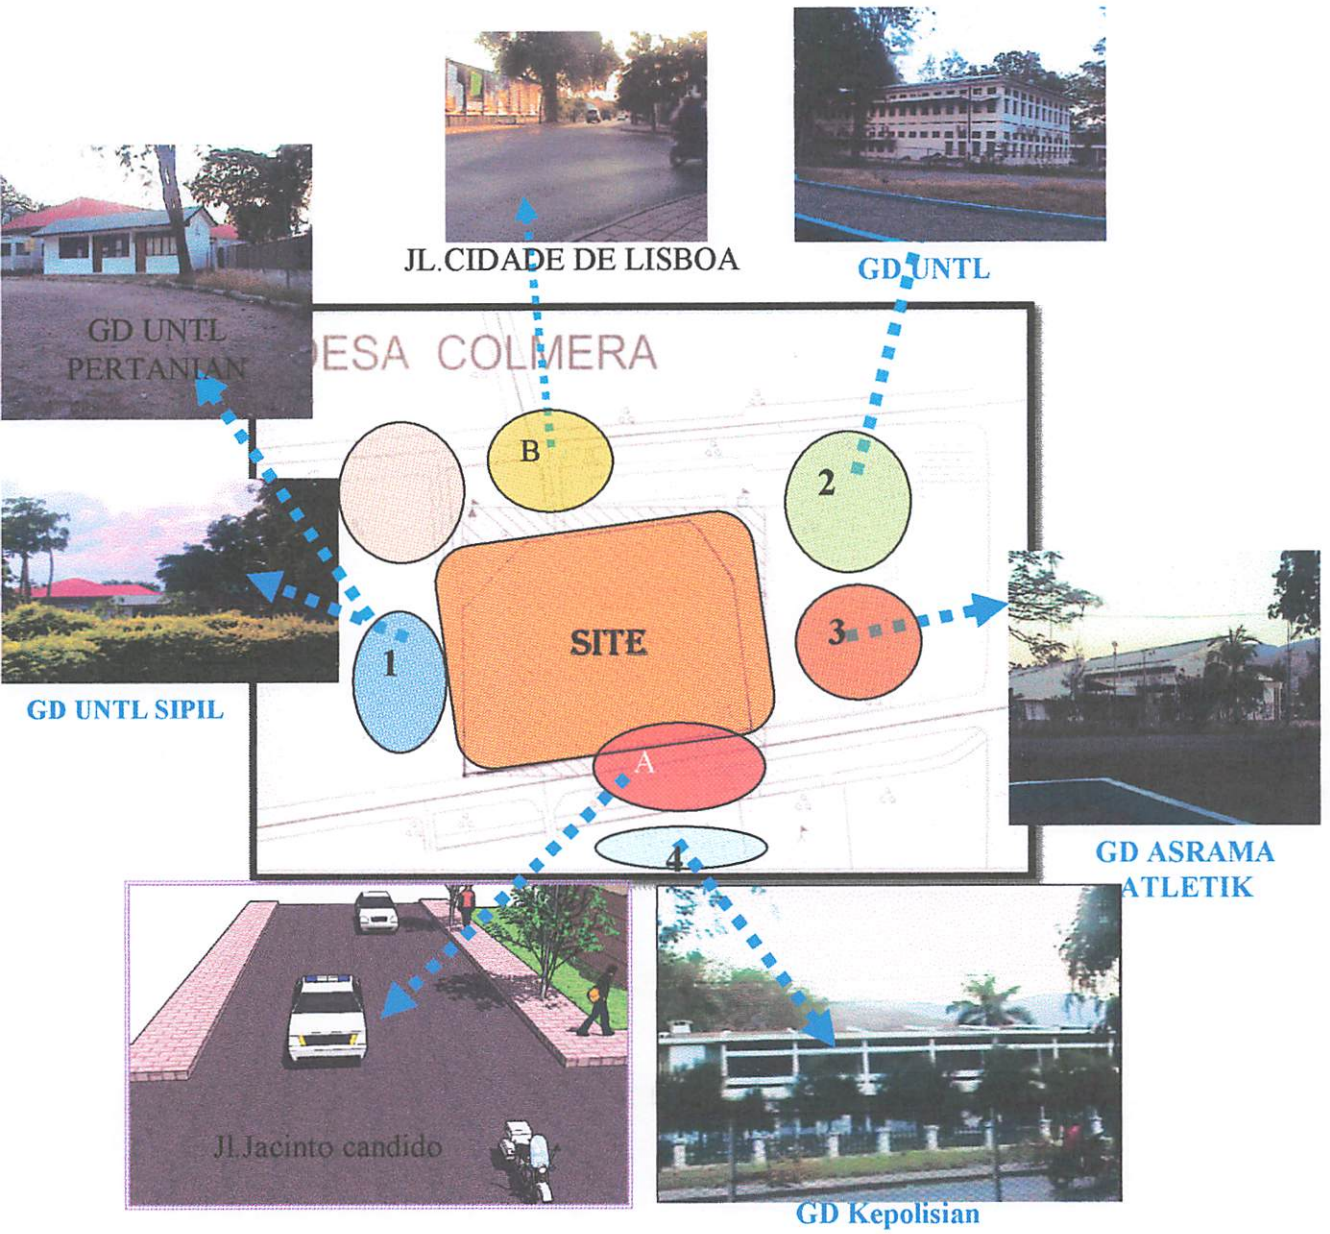 JL.CIDADE DE LISBOA
GD UNTL
GD UNTL
PERTANIAN
DESA COLMERA
B
2
SITE
3
1
GD UNTL SIPIL
A
4
GD ASRAMA
ATLETIK
Jl.Jacinto candido
GD Kepolisian